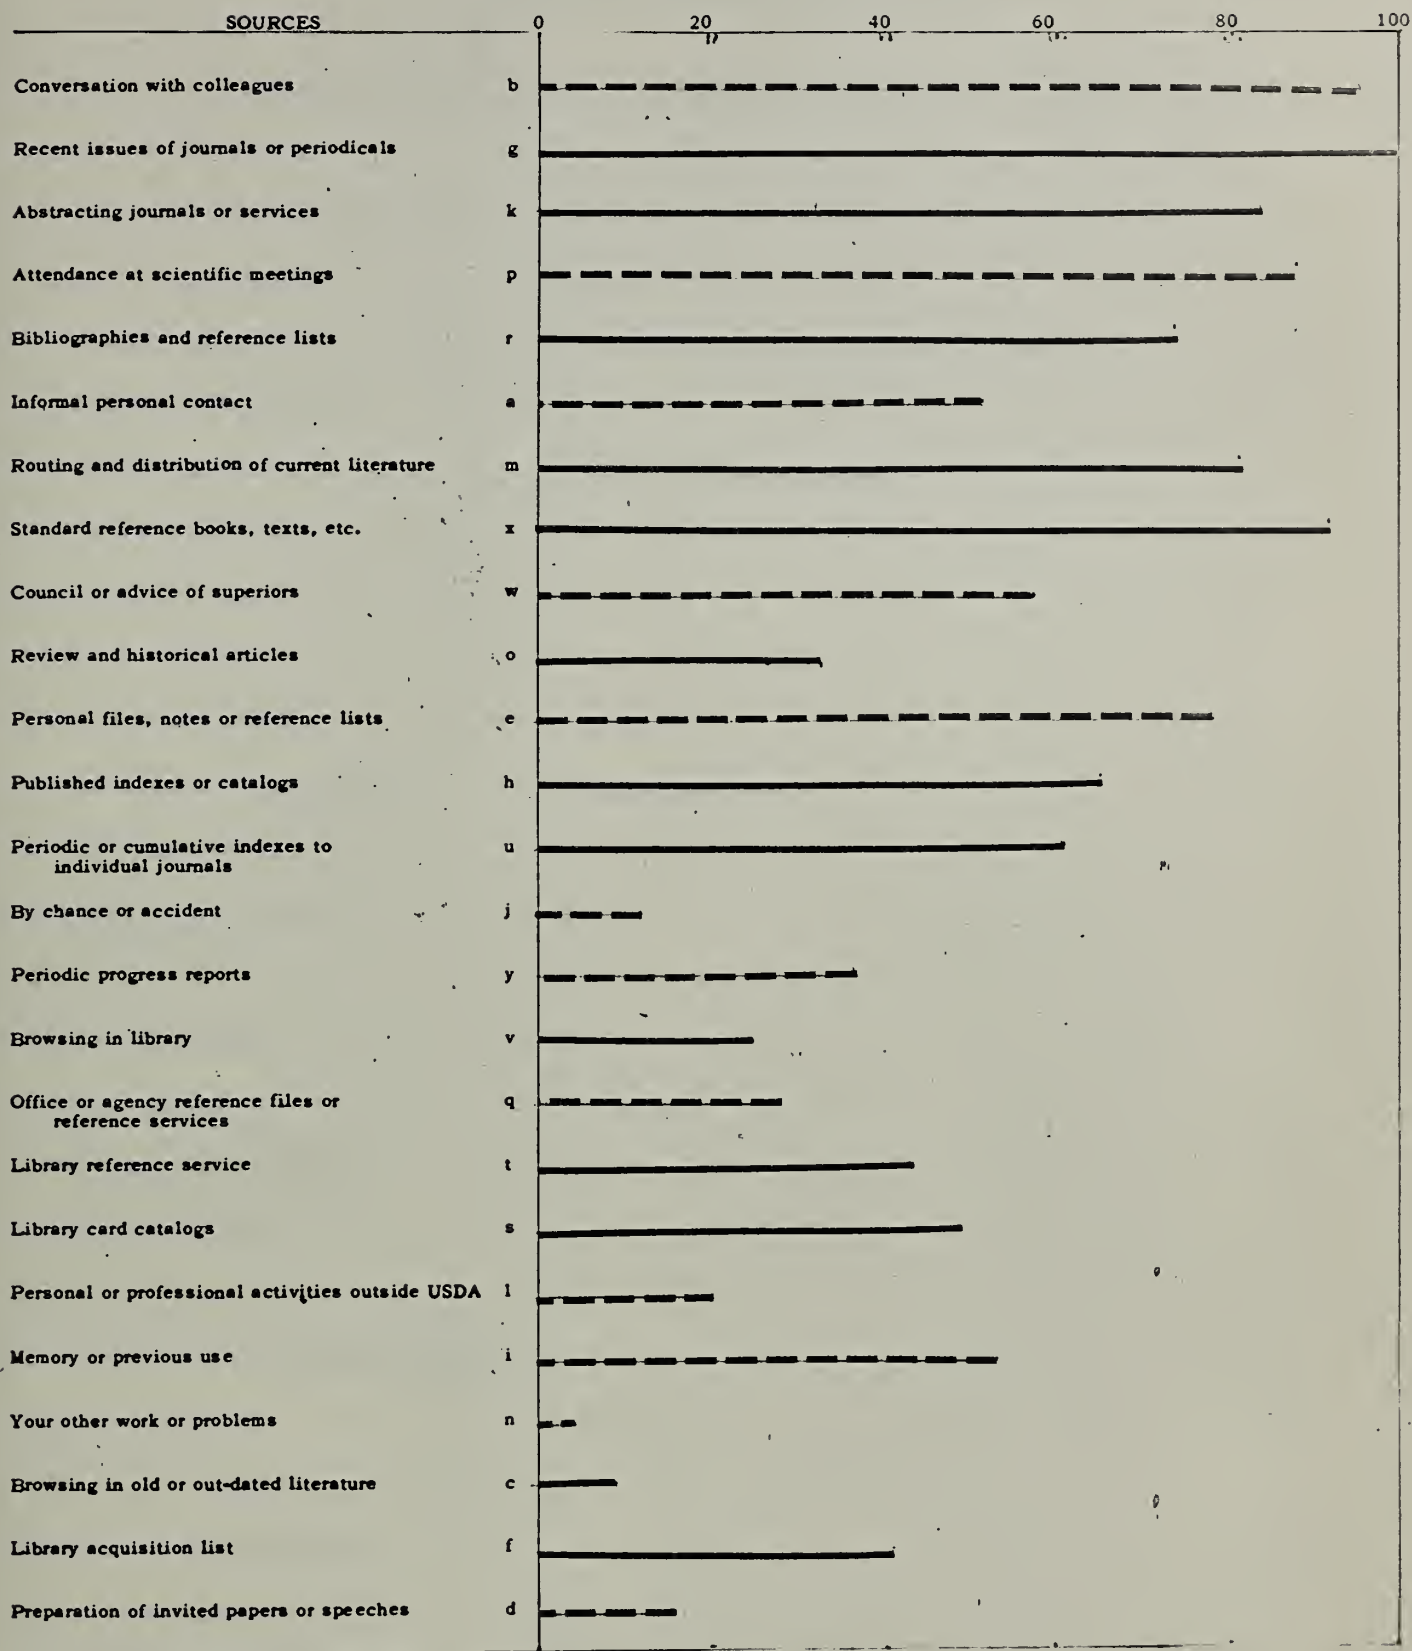 SOURCES 0 20 40 60 80 100
Conversation with colleagues b
Recent issues of journals or periodicals g
Abstracting journals or services k
Attendance at scientific meetings p
Bibliographies and reference lists r
Informal personal contact a
Routing and distribution of current literature m
Standard reference books, texts, etc. x
Council or advice of superiors w
Review and historical articles o
Personal files, notes or reference lists e
Published indexes or catalogs h
Periodic or cumulative indexes to u
individual journals
By chance or accident j
Periodic progress reports y
Browsing in library v
Office or agency reference files or q
reference services
Library reference service t
Library card catalogs s
Personal or professional activities outside USDA l
Memory or previous use i
Your other work or problems n
Browsing in old or out-dated literature c
Library acquisition list f
Preparation of invited papers or speeches d